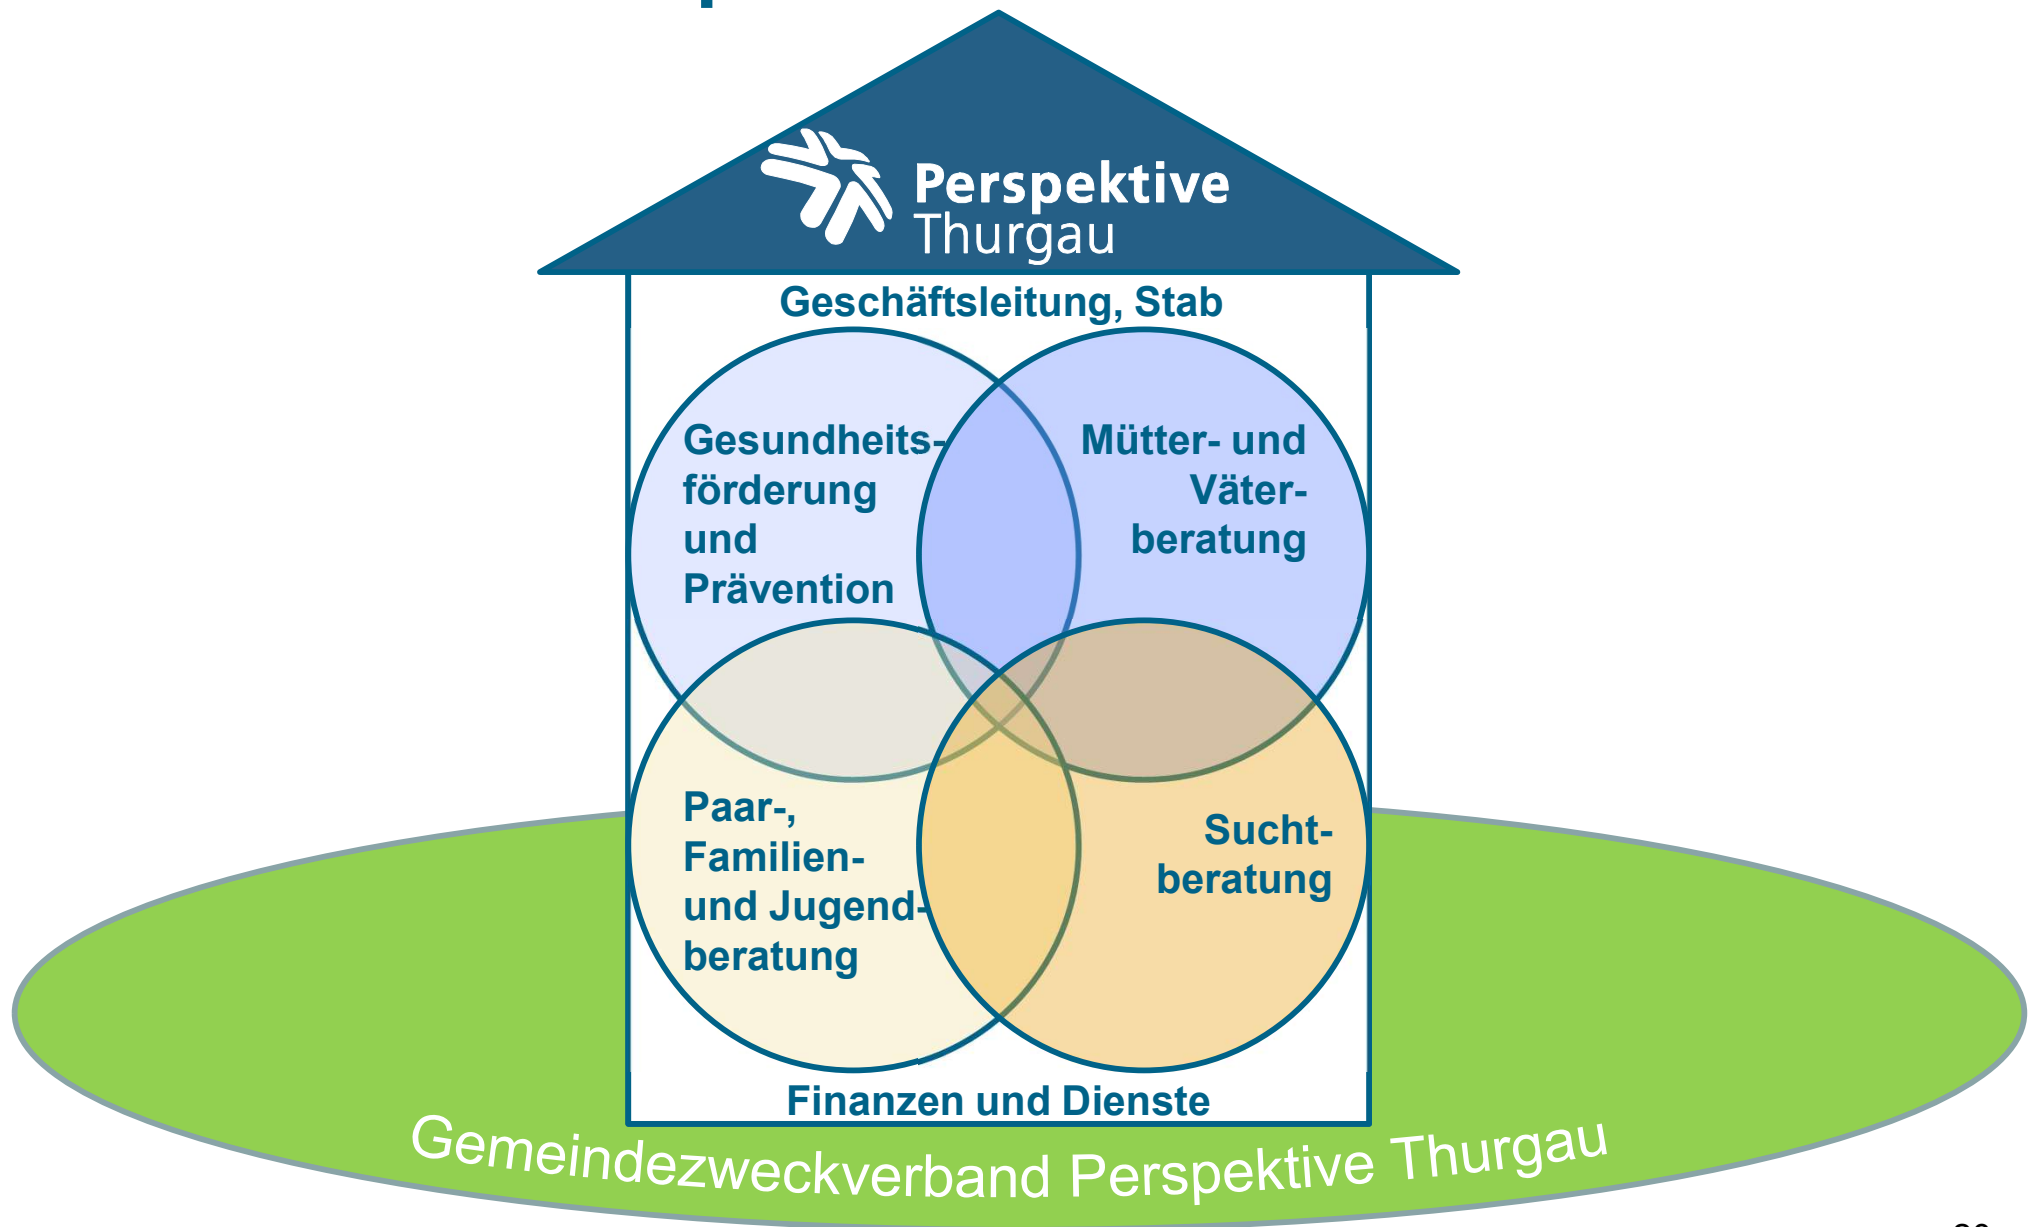 Perspektive
Thurgau
Geschäftsleitung, Stab
Gesundheits-
förderung
und
Prävention
Mütter- und
Väter-
beratung
Paar-,
Familien-
und Jugend-
beratung
Sucht-
beratung
Finanzen und Dienste
Gemeindezweckverband Perspektive Thurgau